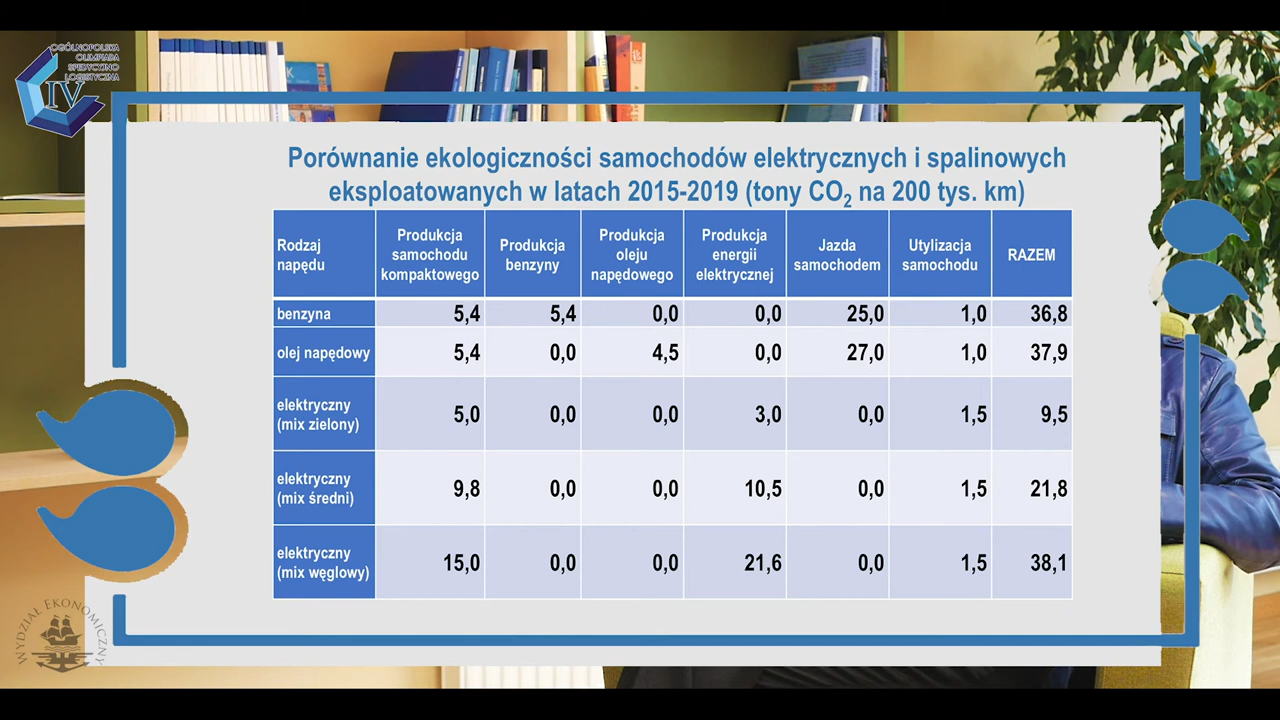 OGÓLNOPOLSKA
OLIMPIADA
SPEDYCYJNO
LOGISTYCZNA
IV
Porównanie ekologiczności samochodów elektrycznych i spalinowych
eksploatowanych w latach 2015-2019 (tony CO₂ na 200 tys. km)
Rodzaj napędu | Produkcja samochodu kompaktowego | Produkcja benzyny | Produkcja oleju napędowego | Produkcja energii elektrycznej | Jazda samochodem | Utylizacja samochodu | RAZEM
benzyna 5,4 5,4 0,0 0,0 25,0 1,0 36,8
olej napędowy 5,4 0,0 4,5 0,0 27,0 1,0 37,9
elektryczny (mix zielony) 5,0 0,0 0,0 3,0 0,0 1,5 9,5
elektryczny (mix średni) 9,8 0,0 0,0 10,5 0,0 1,5 21,8
elektryczny (mix węglowy) 15,0 0,0 0,0 21,6 0,0 1,5 38,1
WYDZIAŁ EKONOMICZNY